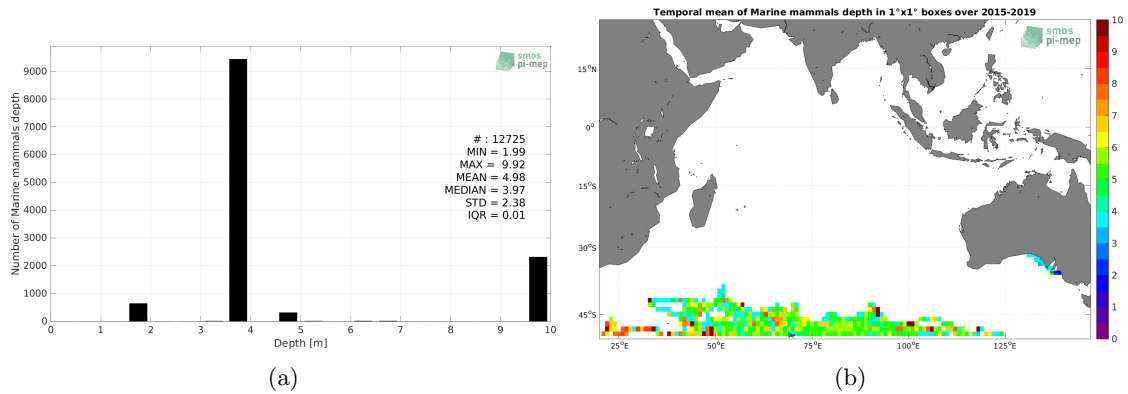 smos
pi-mep
Number of Marine mammals depth
9000
8000
7000
6000
5000
4000
3000
2000
1000
0
1
2
3
4
5
6
7
8
9
10
Depth [m]
# : 12725
MIN = 1.99
MAX = 9.92
MEAN = 4.98
MEDIAN = 3.97
STD = 2.38
IQR = 0.01
(a)
Temporal mean of Marine mammals depth in 1°x1° boxes over 2015-2019
smos
pi-mep
15°N
0°
15°S
30°S
45°S
25°E
50°E
75°E
100°E
125°E
10
9
8
7
6
5
4
3
2
1
0
(b)